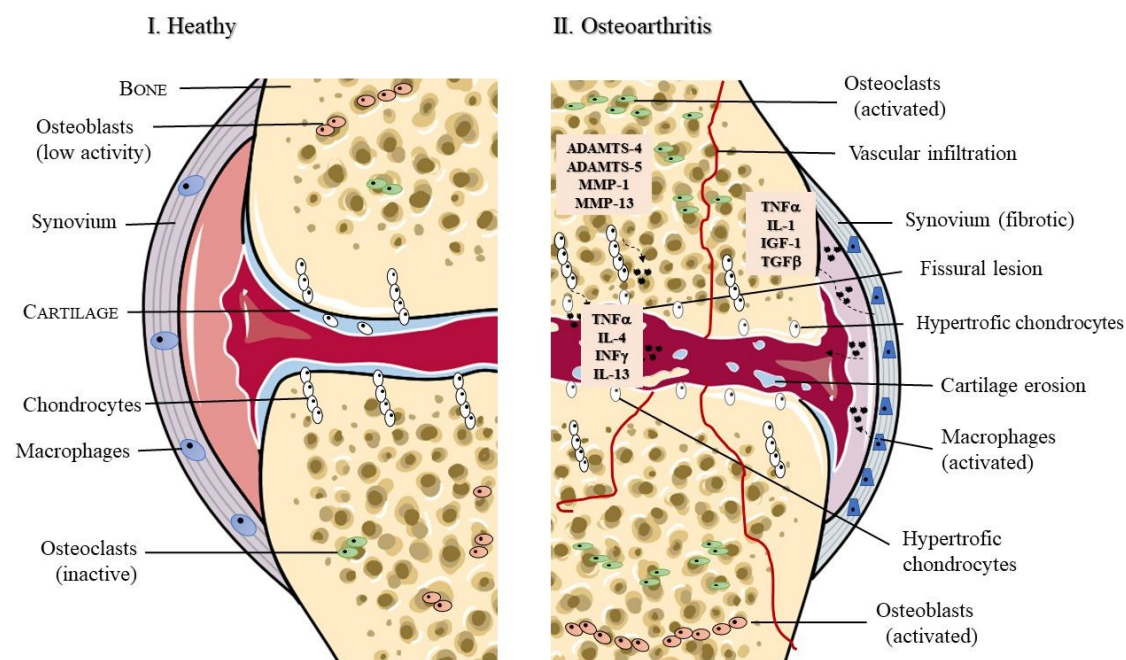 I. Heathy
BONE
Osteoblasts
(low activity)
Synovium
CARTILAGE
Chondrocytes
Macrophages
Osteoclasts
(inactive)
II. Osteoarthritis
Osteoclasts
(activated)
ADAMTS-4
ADAMTS-5
MMP-1
MMP-13
Vascular infiltration
TNFα
IL-1
IGF-1
TGFβ
Synovium (fibrotic)
Fissural lesion
TNFα
IL-4
INFγ
IL-13
Hypertrofic chondrocytes
Cartilage erosion
Macrophages
(activated)
Hypertrofic
chondrocytes
Osteoblasts
(activated)